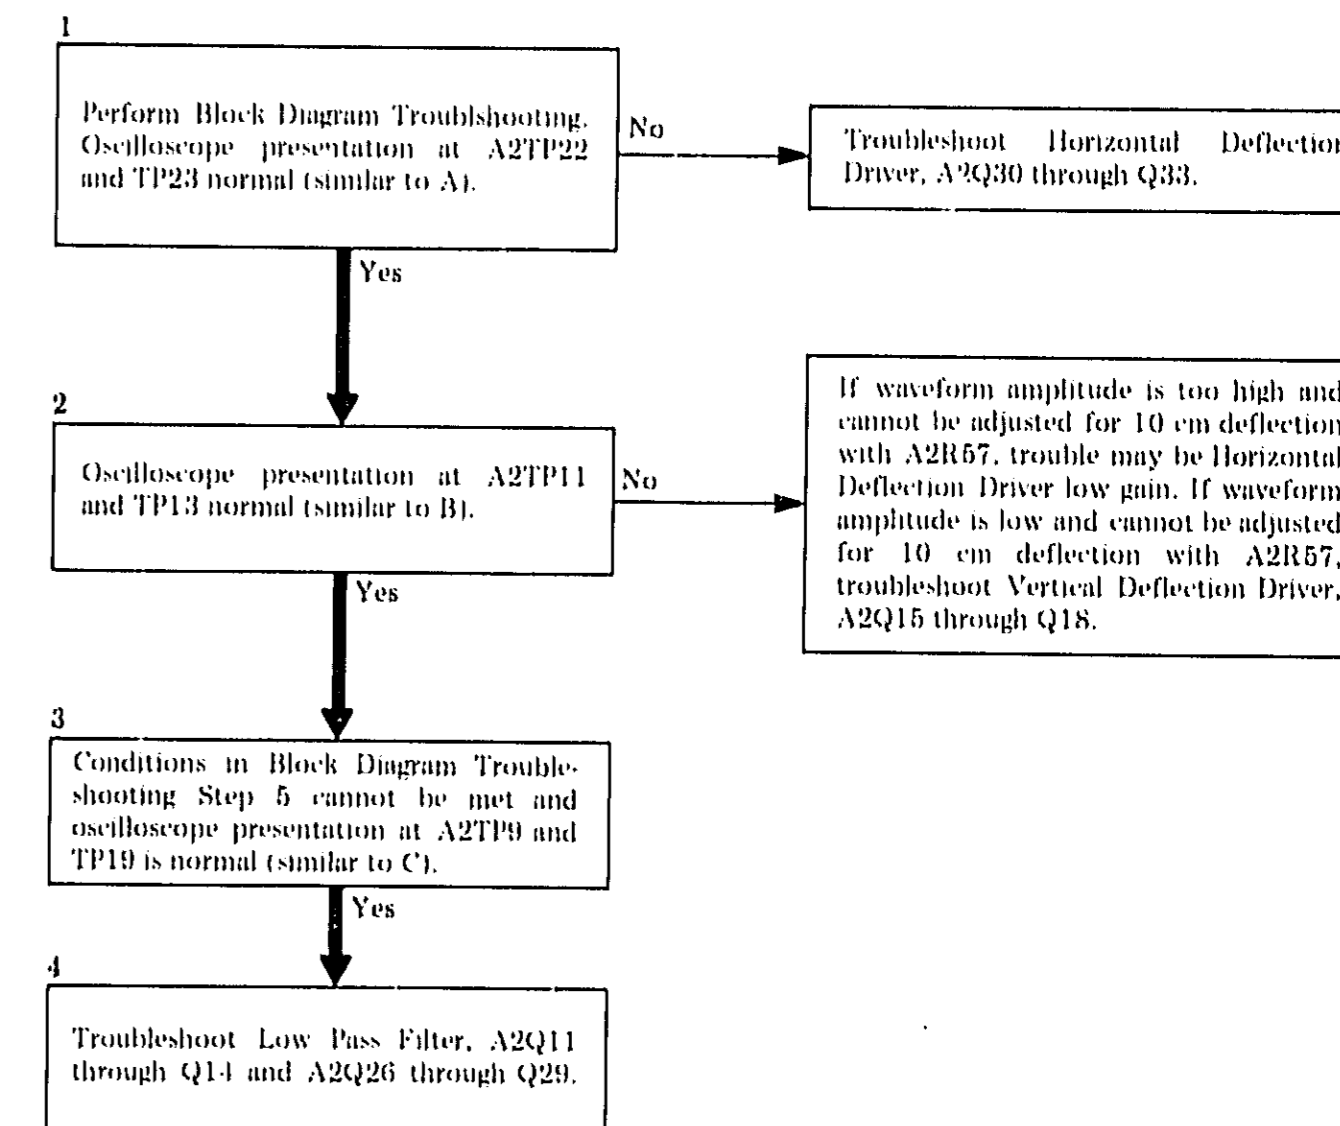 1
Perform Block Diagram Troublshooting.
Oscilloscope presentation at A2TP22
and TP23 normal (similar to A).
No
Troubleshoot Horizontal Deflection
Driver, A2Q30 through Q33.
Yes
2
Oscilloscope presentation at A2TP11
and TP13 normal (similar to B).
No
If waveform amplitude is too high and
cannot be adjusted for 10 cm deflection
with A2R57, trouble may be Horizontal
Deflection Driver low gain. If waveform
amplitude is low and cannot be adjusted
for 10 cm deflection with A2R57,
troubleshoot Vertical Deflection Driver,
A2Q15 through Q18.
Yes
3
Conditions in Block Diagram Trouble-
shooting Step 5 cannot be met and
oscilloscope presentation at A2TP9 and
TP19 is normal (similar to C).
Yes
4
Troubleshoot Low Pass Filter, A2Q11
through Q14 and A2Q26 through Q29.